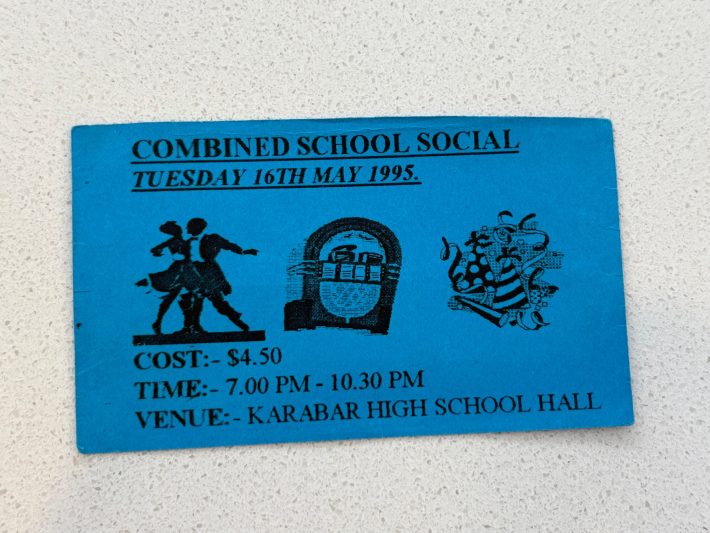 COMBINED SCHOOL SOCIAL
TUESDAY 16TH MAY 1995.
COST:- $4.50
TIME:- 7.00 PM - 10.30 PM
VENUE:- KARABAR HIGH SCHOOL HALL